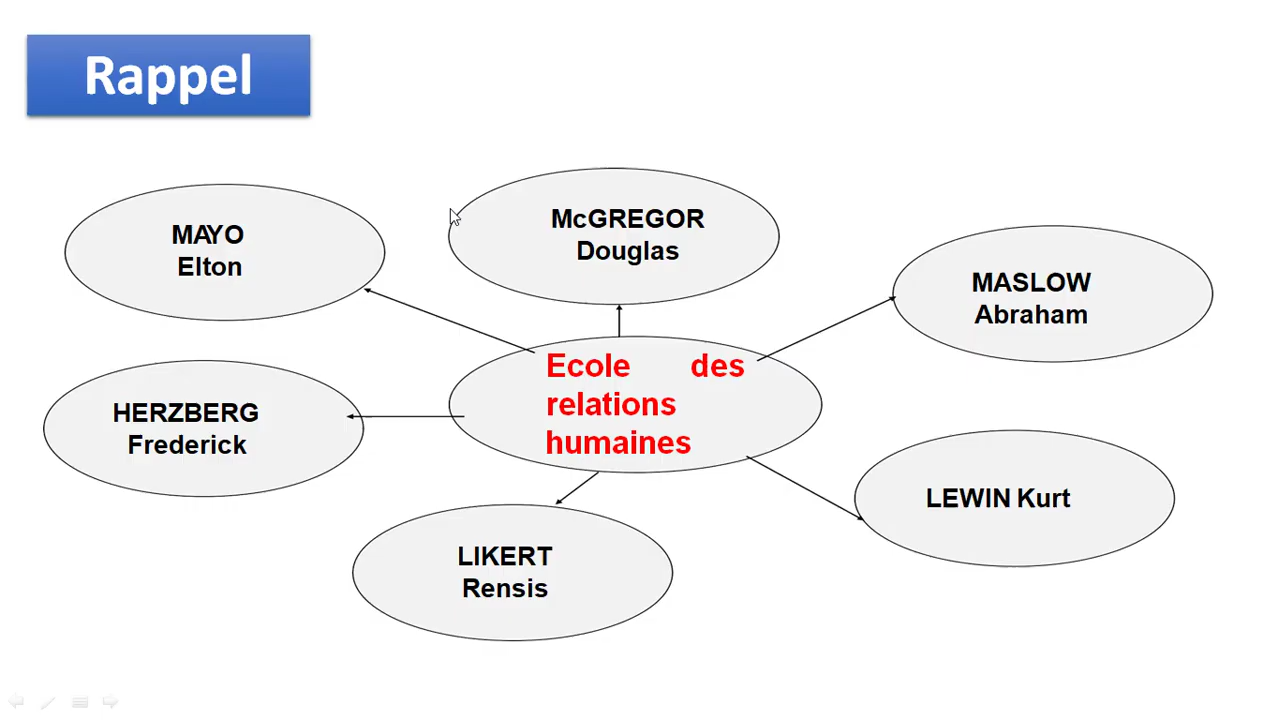 Rappel
MAYO
Elton
McGREGOR
Douglas
MASLOW
Abraham
Ecole des
relations
humaines
HERZBERG
Frederick
LEWIN Kurt
LIKERT
Rensis